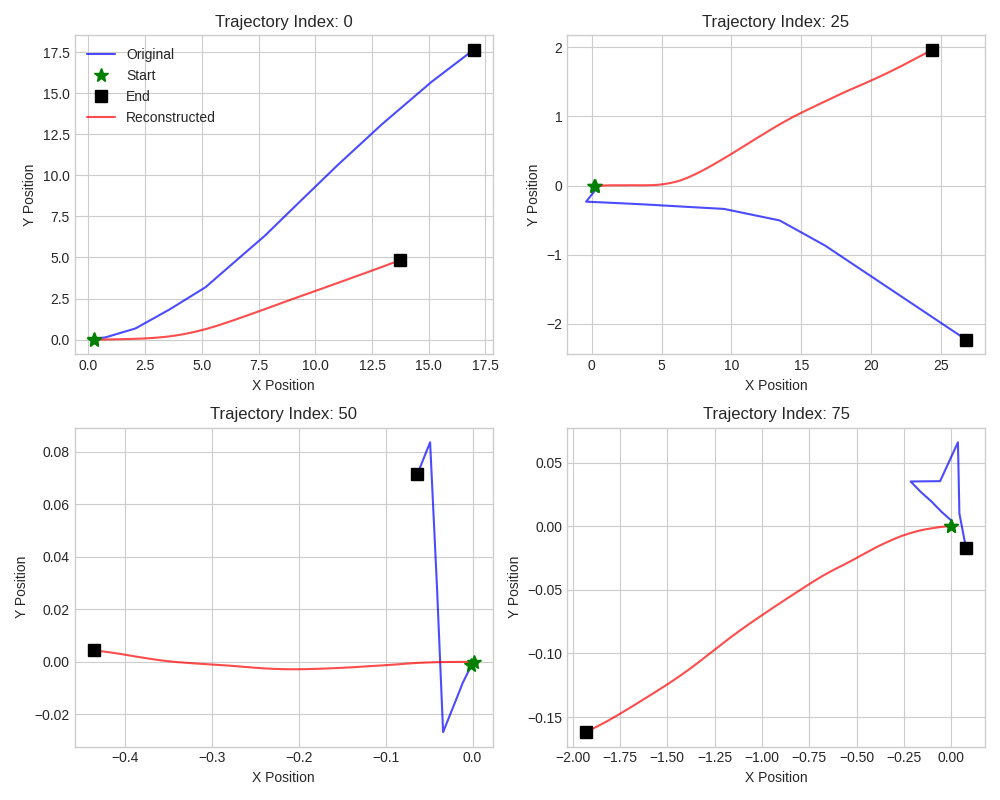 Trajectory Index: 0
Original
Start
End
Reconstructed
17.5
15.0
12.5
10.0
7.5
5.0
2.5
0.0
Y Position
0.0 2.5 5.0 7.5 10.0 12.5 15.0 17.5
X Position
Trajectory Index: 25
2
1
0
−1
−2
Y Position
0 5 10 15 20 25
X Position
Trajectory Index: 50
0.08
0.06
0.04
0.02
0.00
−0.02
Y Position
−0.4 −0.3 −0.2 −0.1 0.0
X Position
Trajectory Index: 75
0.05
0.00
−0.05
−0.10
−0.15
Y Position
−2.00 −1.75 −1.50 −1.25 −1.00 −0.75 −0.50 −0.25 0.00
X Position